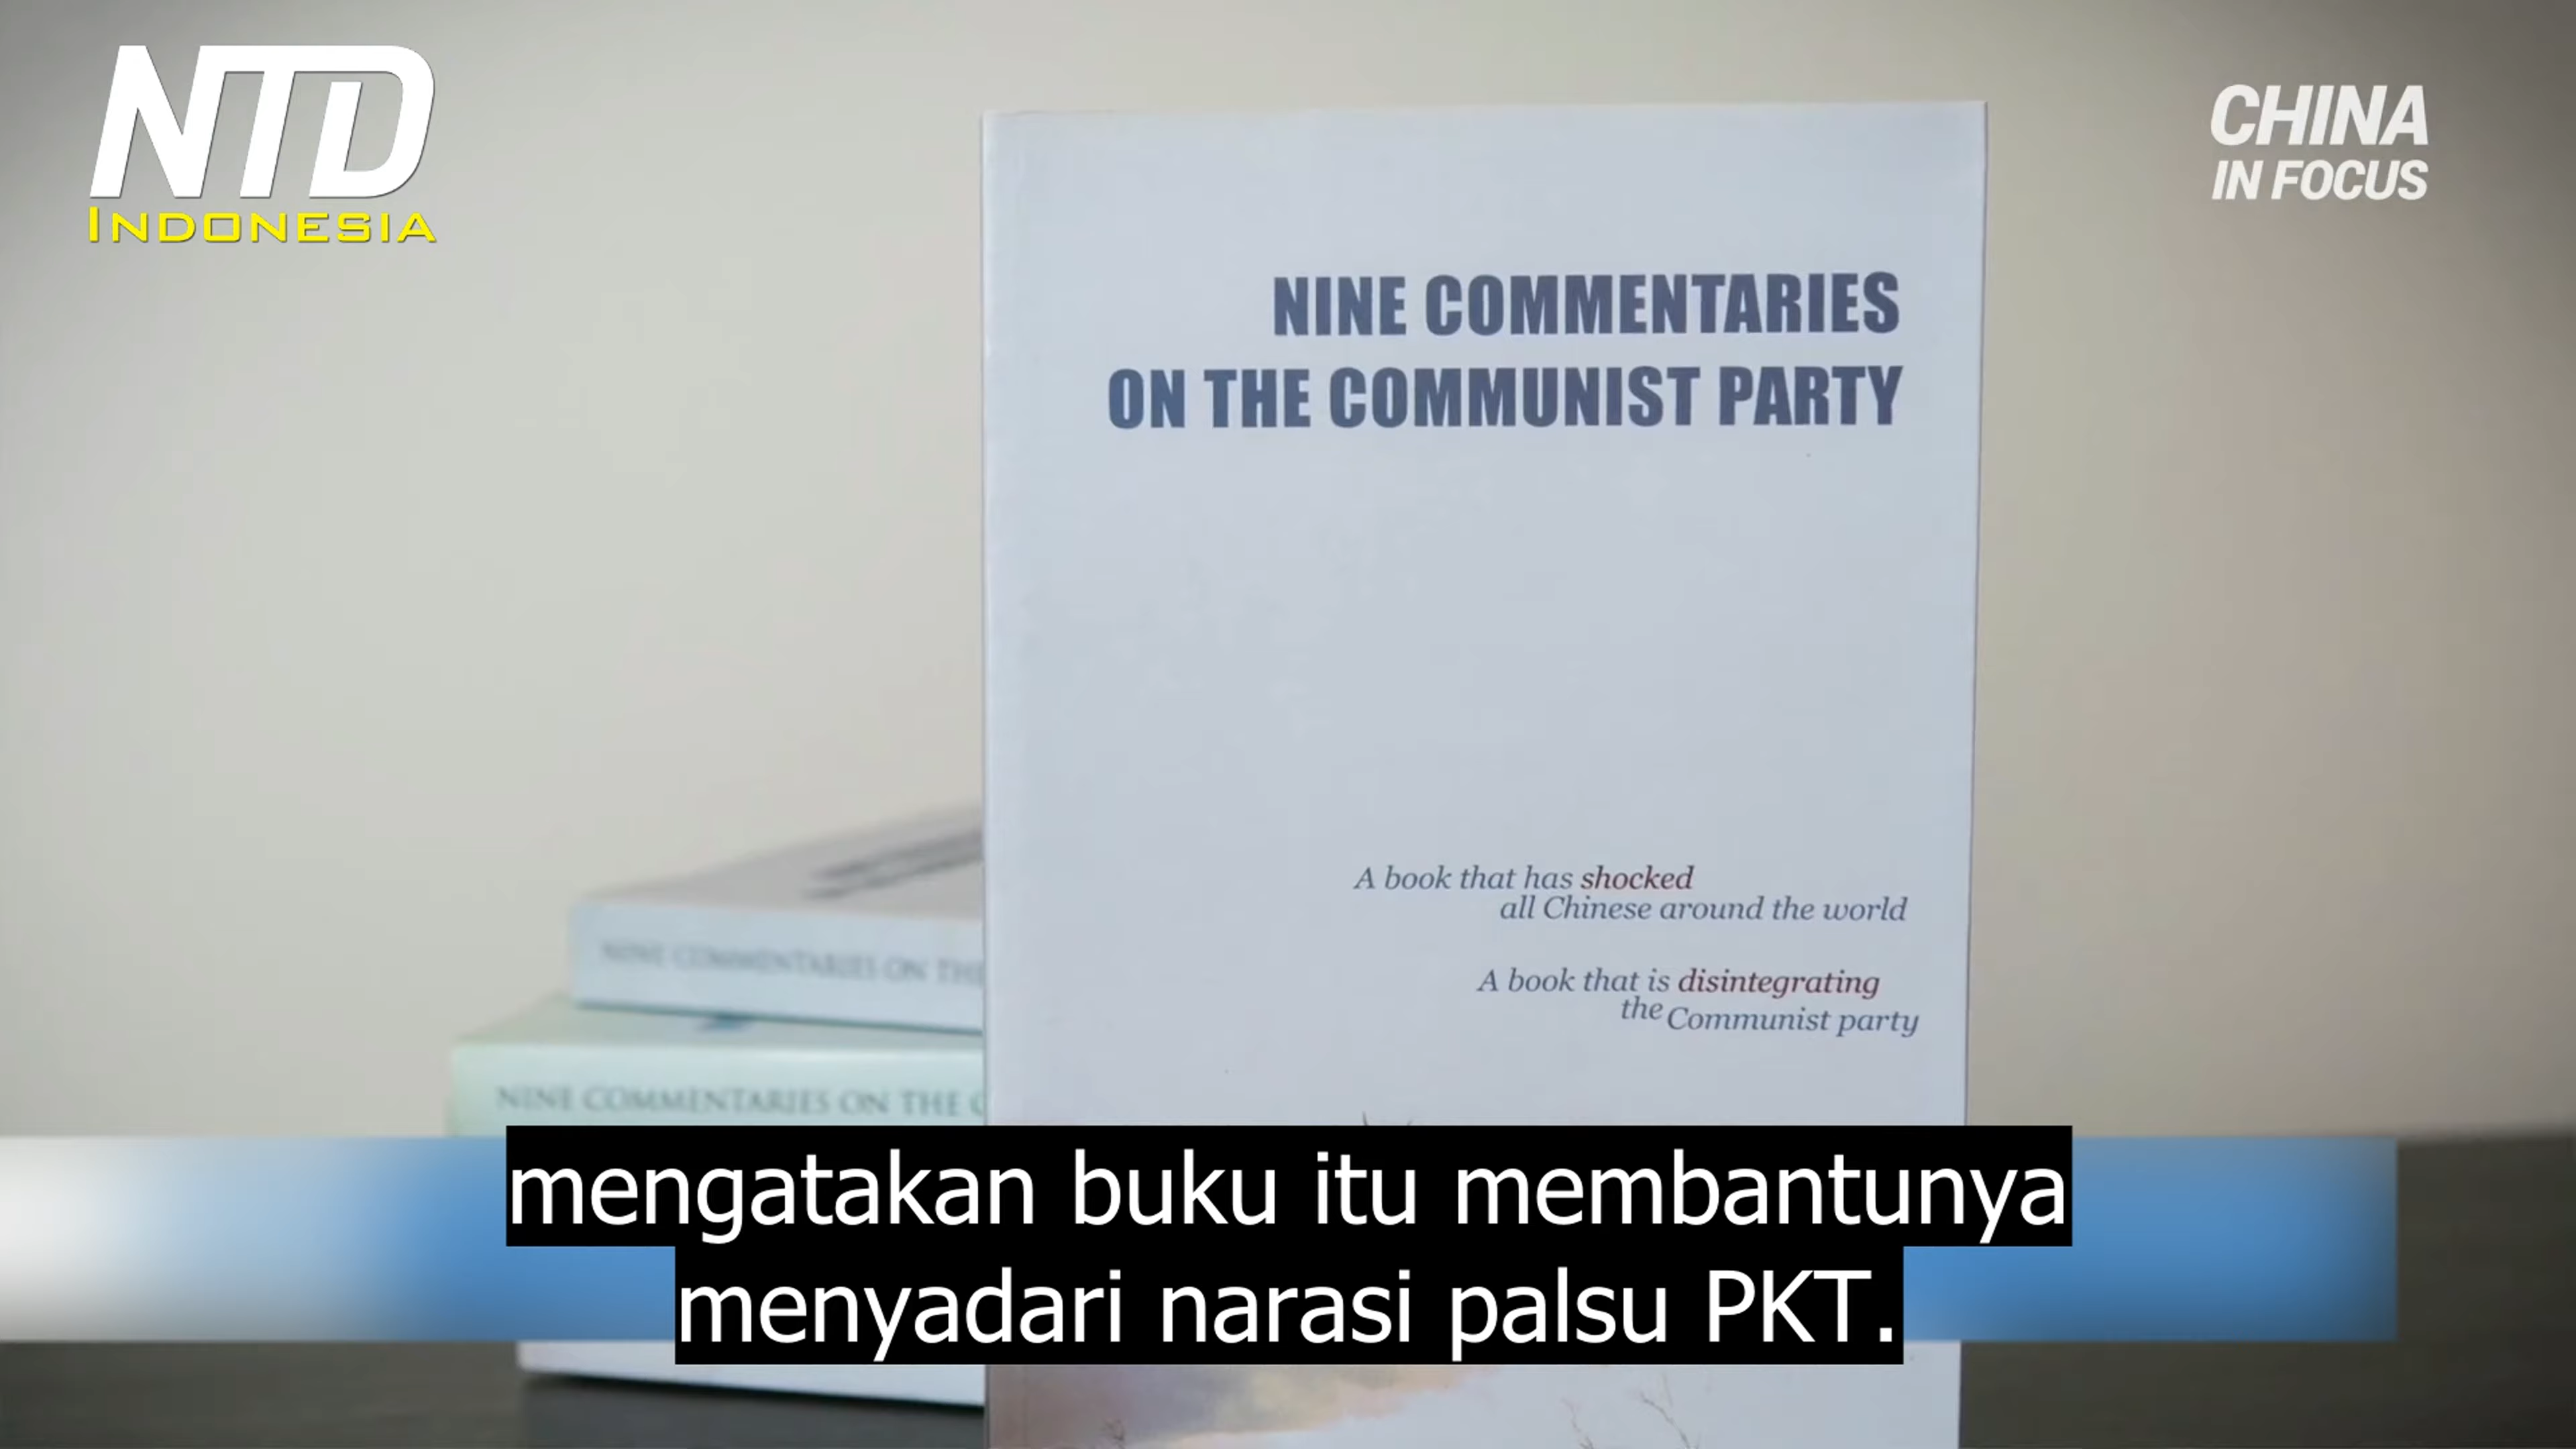 NTD
INDONESIA
CHINA
IN FOCUS
NINE COMMENTARIES
ON THE COMMUNIST PARTY
A book that has shocked
all Chinese around the world
A book that is disintegrating
the Communist party
NINE COMMENTARIES ON THE
NINE COMMENTARIES ON THE C
mengatakan buku itu membantunya
menyadari narasi palsu PKT.